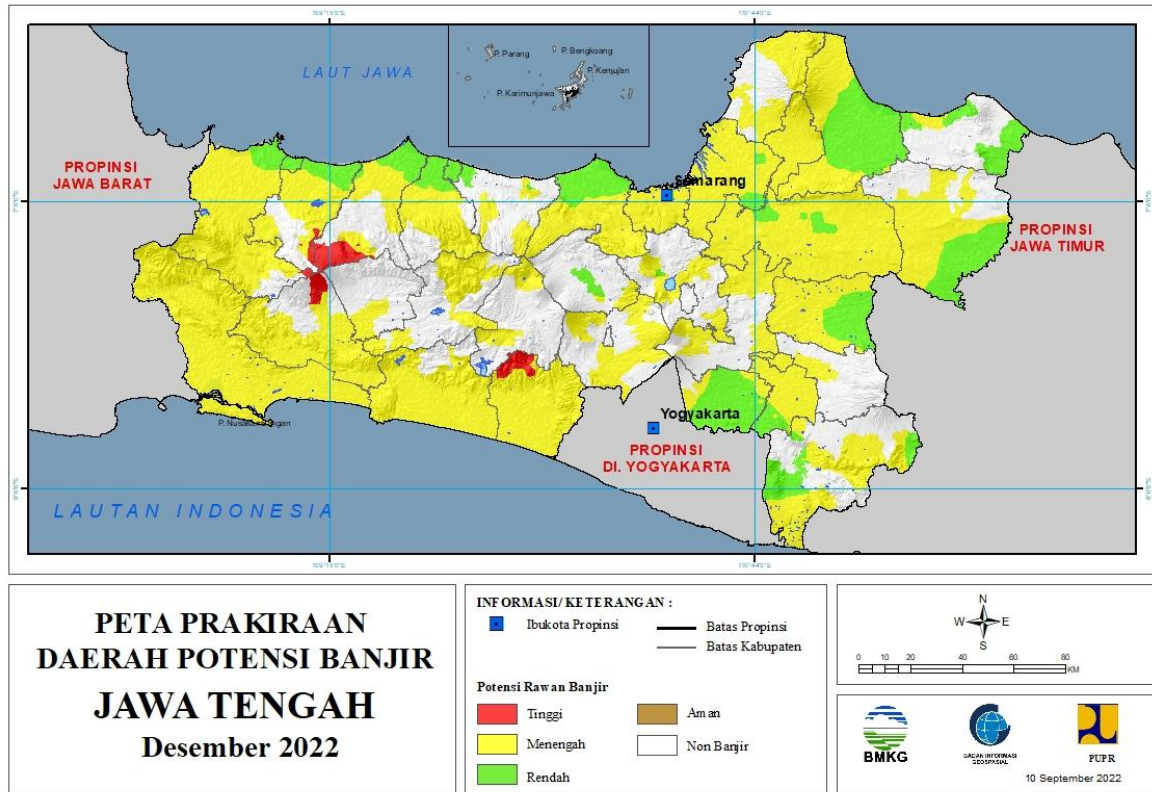 LAUT JAWA
P. Parang
P. Bengkoang
P. Kemujan
P. Karimunjawa
PROPINSI
JAWA BARAT
Semarang
PROPINSI
JAWA TIMUR
Yogyakarta
PROPINSI
DI. YOGYAKARTA
LAUTAN INDONESIA
PETA PRAKIRAAN
DAERAH POTENSI BANJIR
JAWA TENGAH
Desember 2022
INFORMASI/ KETERANGAN :
Ibukota Propinsi
Batas Propinsi
Batas Kabupaten
Potensi Rawan Banjir
Tinggi
Aman
Menengah
Non Banjir
Rendah
N
W E
S
0 10 20 40 60 80
KM
BMKG
BADAN INFORMASI
GEOSPASIAL
PUPR
10 September 2022